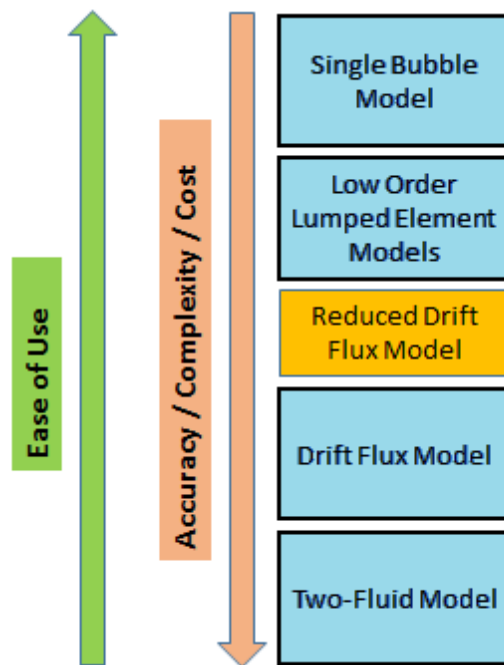 Ease of Use
Accuracy / Complexity / Cost
Single Bubble
Model
Low Order
Lumped Element
Models
Reduced Drift
Flux Model
Drift Flux Model
Two-Fluid Model